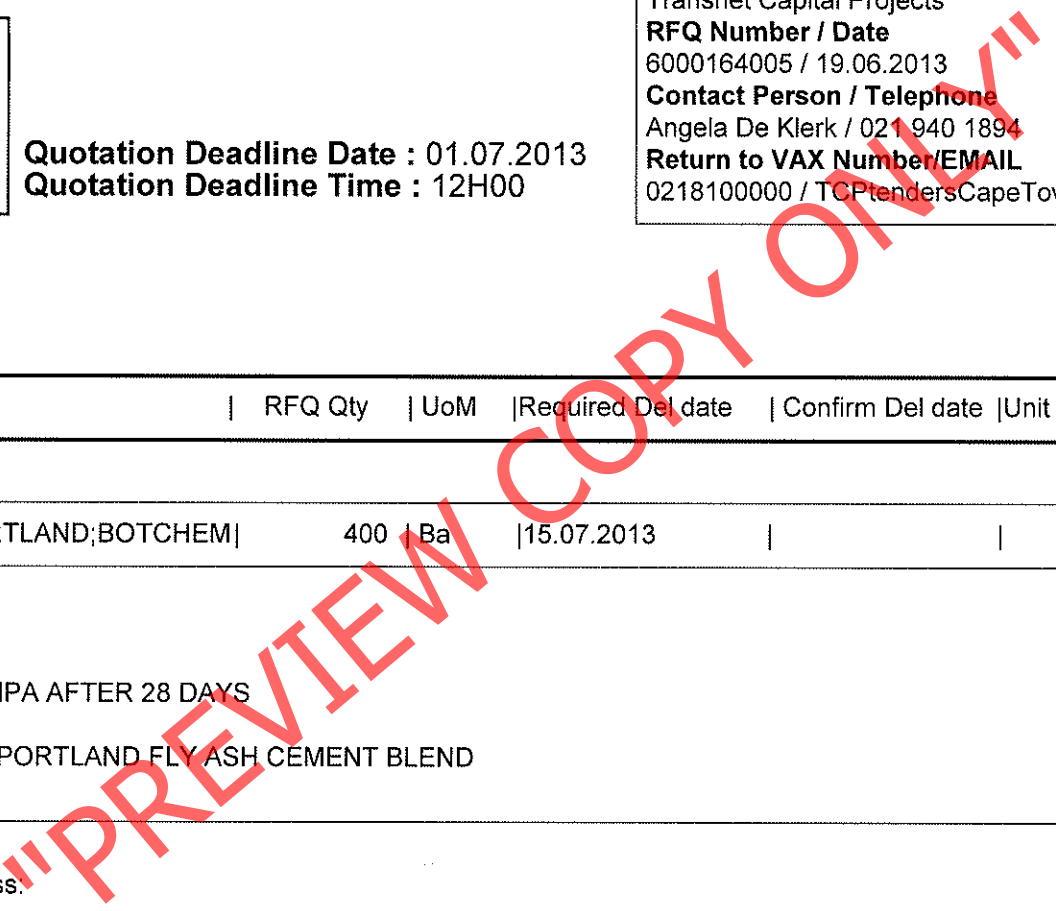 Transnet Capital Projects
RFQ Number / Date
6000164005 / 19.06.2013
Contact Person / Telephone
Angela De Klerk / 021 940 1894
Return to VAX Number/EMAIL
0218100000 / TCPtendersCapeTov
Quotation Deadline Date : 01.07.2013
Quotation Deadline Time : 12H00
| RFQ Qty | UoM |Required Del date | Confirm Del date |Unit
TLAND;BOTCHEM| 400 | Ba |15.07.2013 | |
IPA AFTER 28 DAYS
PORTLAND FLY ASH CEMENT BLEND
ss:
"PREVIEW COPY ONLY"